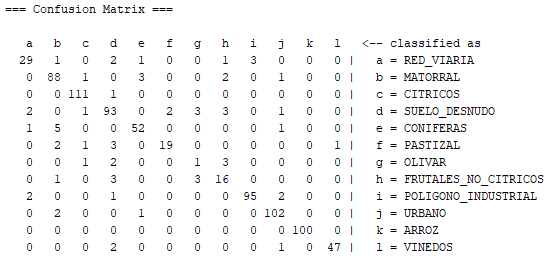 === Confusion Matrix ===
a b c d e f g h i j k l <-- classified as
29 1 0 2 1 0 0 1 3 0 0 0 | a = RED_VIARIA
0 88 1 0 3 0 0 2 0 1 0 0 | b = MATORRAL
0 0 111 1 0 0 0 0 0 0 0 0 | c = CITRICOS
2 0 1 93 0 2 3 3 0 1 0 0 | d = SUELO_DESNUDO
1 5 0 0 52 0 0 0 0 1 0 0 | e = CONIFERAS
0 2 1 3 0 19 0 0 0 0 0 1 | f = PASTIZAL
0 0 1 2 0 0 1 3 0 0 0 0 | g = OLIVAR
0 1 0 3 0 0 3 16 0 0 0 0 | h = FRUTALES_NO_CITRICOS
2 0 0 1 0 0 0 0 95 2 0 0 | i = POLIGONO_INDUSTRIAL
0 2 0 0 1 0 0 0 0 102 0 0 | j = URBANO
0 0 0 0 0 0 0 0 0 0 100 0 | k = ARROZ
0 0 0 2 0 0 0 0 0 1 0 47 | l = VINEDOS